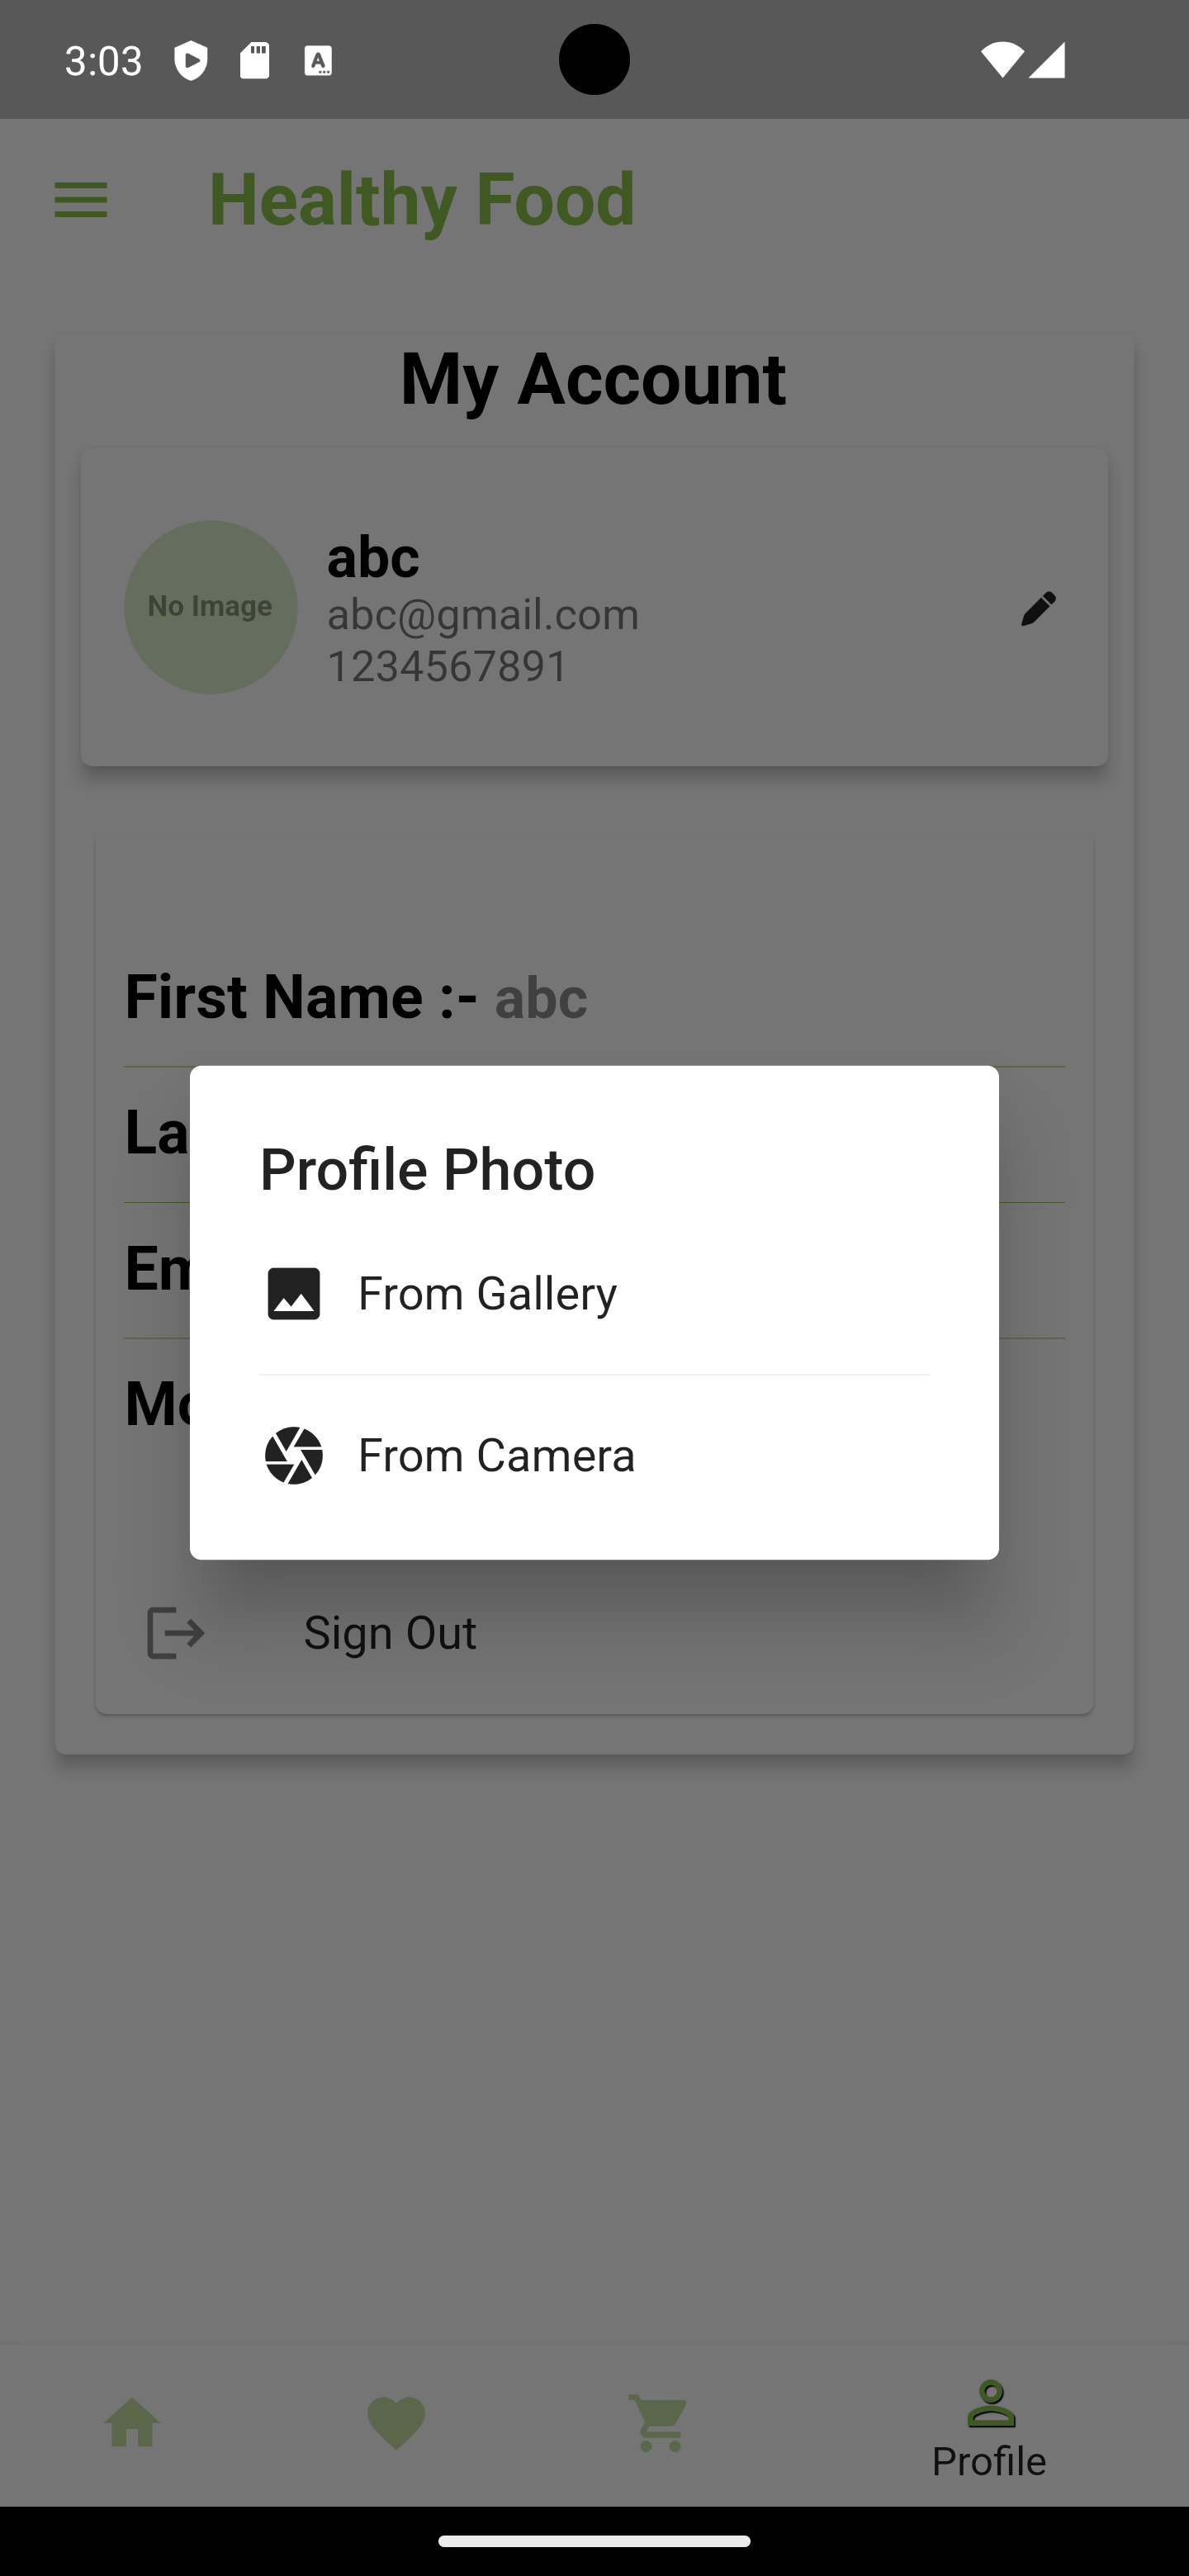 3:03
Healthy Food
My Account
No Image
abc
abc@gmail.com
1234567891
First Name :- abc
La
Em
Mo
Profile Photo
From Gallery
From Camera
Sign Out
Profile